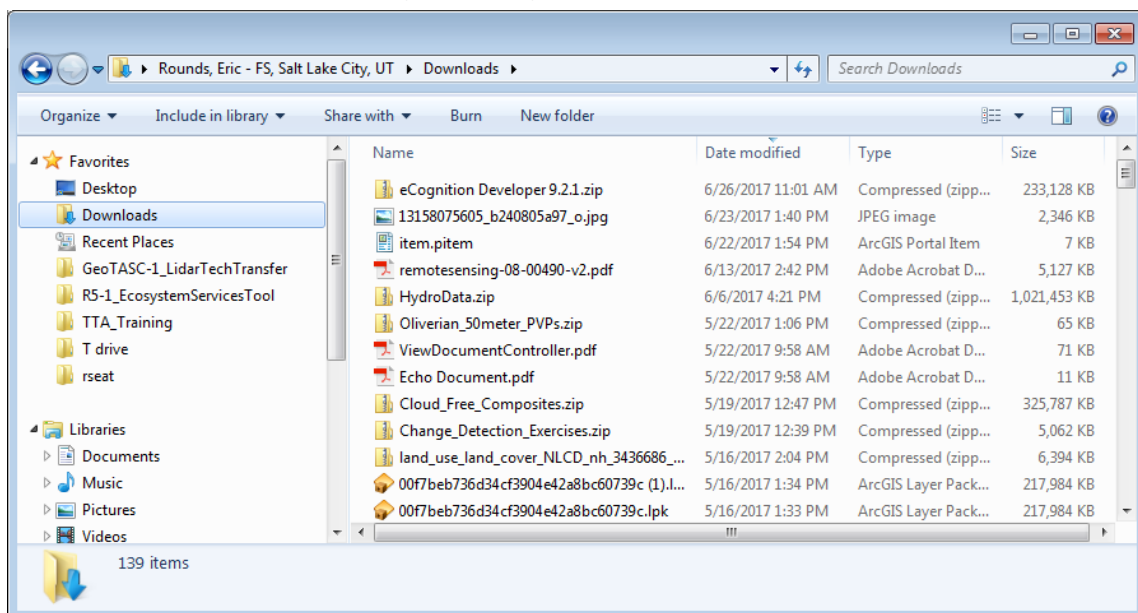 Rounds, Eric - FS, Salt Lake City, UT Downloads Search Downloads
Organize Include in library Share with Burn New folder
Favorites
Desktop
Downloads
Recent Places
GeoTASC-1_LidarTechTransfer
R5-1_EcosystemServicesTool
TTA_Training
T drive
rseat
Libraries
Documents
Music
Pictures
Videos
Name Date modified Type Size
eCognition Developer 9.2.1.zip 6/26/2017 11:01 AM Compressed (zipp... 233,128 KB
13158075605_b240805a97_o.jpg 6/23/2017 1:40 PM JPEG image 2,346 KB
item.pitem 6/22/2017 1:54 PM ArcGIS Portal Item 7 KB
remotesensing-08-00490-v2.pdf 6/13/2017 2:42 PM Adobe Acrobat D... 5,127 KB
HydroData.zip 6/6/2017 4:21 PM Compressed (zipp... 1,021,453 KB
Oliverian_50meter_PVPs.zip 5/22/2017 1:06 PM Compressed (zipp... 65 KB
ViewDocumentController.pdf 5/22/2017 9:58 AM Adobe Acrobat D... 71 KB
Echo Document.pdf 5/22/2017 9:58 AM Adobe Acrobat D... 11 KB
Cloud_Free_Composites.zip 5/19/2017 12:47 PM Compressed (zipp... 325,787 KB
Change_Detection_Exercises.zip 5/19/2017 12:39 PM Compressed (zipp... 5,062 KB
land_use_land_cover_NLCD_nh_3436686_... 5/16/2017 2:04 PM Compressed (zipp... 6,394 KB
00f7beb736d34cf3904e42a8bc60739c (1).l... 5/16/2017 1:34 PM ArcGIS Layer Pack... 217,984 KB
00f7beb736d34cf3904e42a8bc60739c.lpk 5/16/2017 1:33 PM ArcGIS Layer Pack... 217,984 KB
139 items